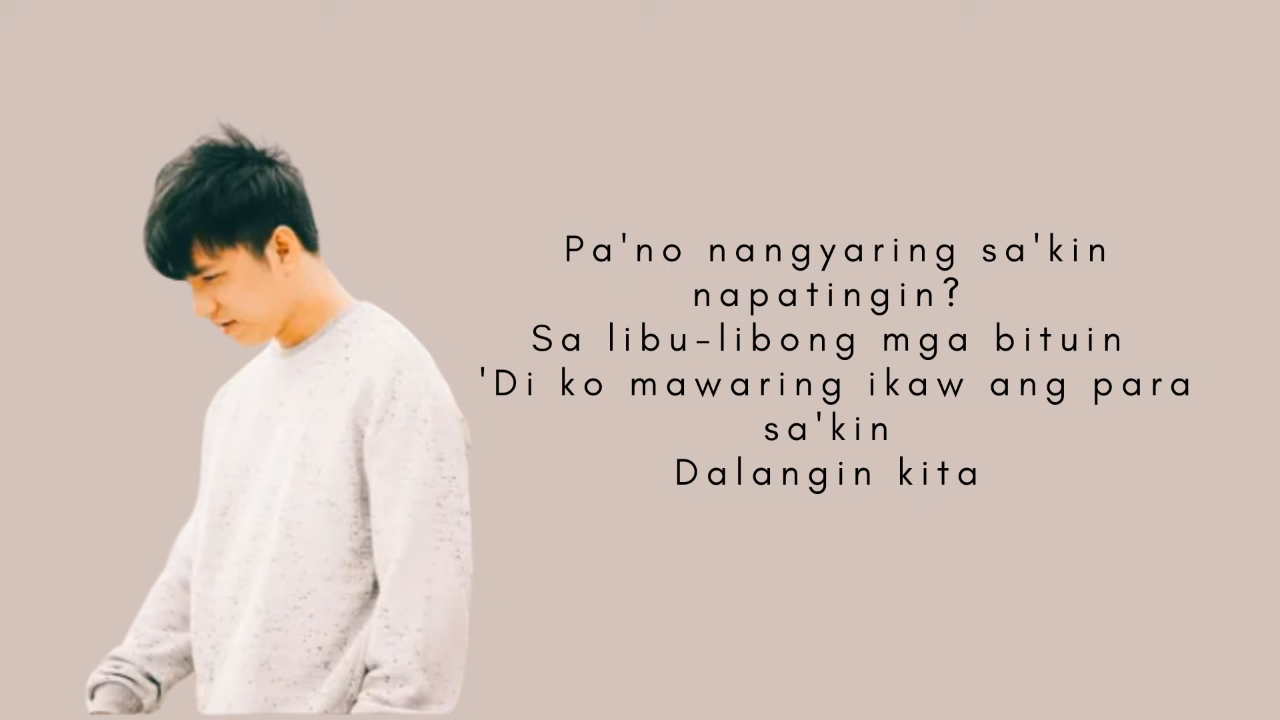 Pa'no nangyaring sa'kin
napatingin?
Sa libu-libong mga bituin
'Di ko mawaring ikaw ang para
sa'kin
Dalangin kita